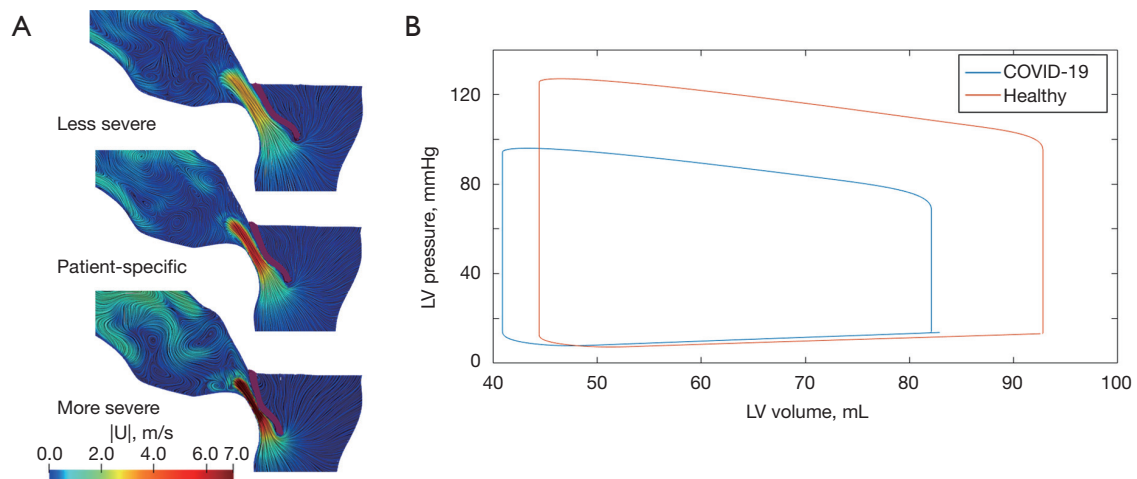 A
Less severe
Patient-specific
More severe
|U|, m/s
0.0 2.0 4.0 6.0 7.0
B
COVID-19
Healthy
LV pressure, mmHg
120
80
40
0
40 50 60 70 80 90 100
LV volume, mL